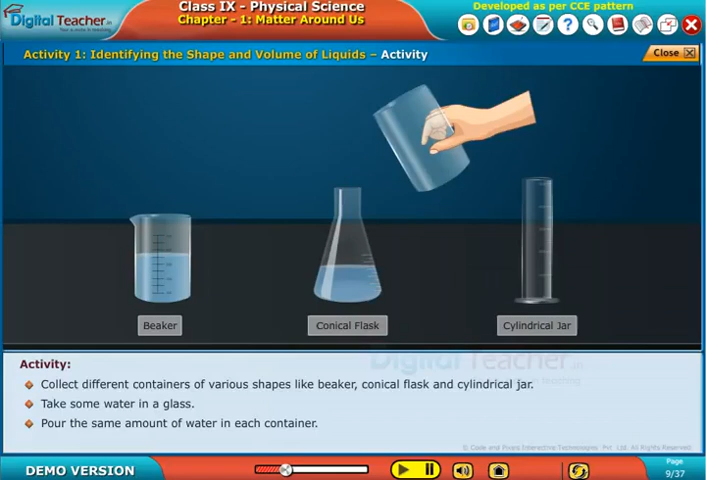 Digital Teacher
Class IX - Physical Science
Chapter - 1: Matter Around Us
Developed as per CCE pattern
Activity 1: Identifying the Shape and Volume of Liquids – Activity
Close
Beaker
Conical Flask
Cylindrical Jar
Digital Teacher
Activity:
Collect different containers of various shapes like beaker, conical flask and cylindrical jar.
Take some water in a glass.
Pour the same amount of water in each container.
DEMO VERSION
Page
9/37